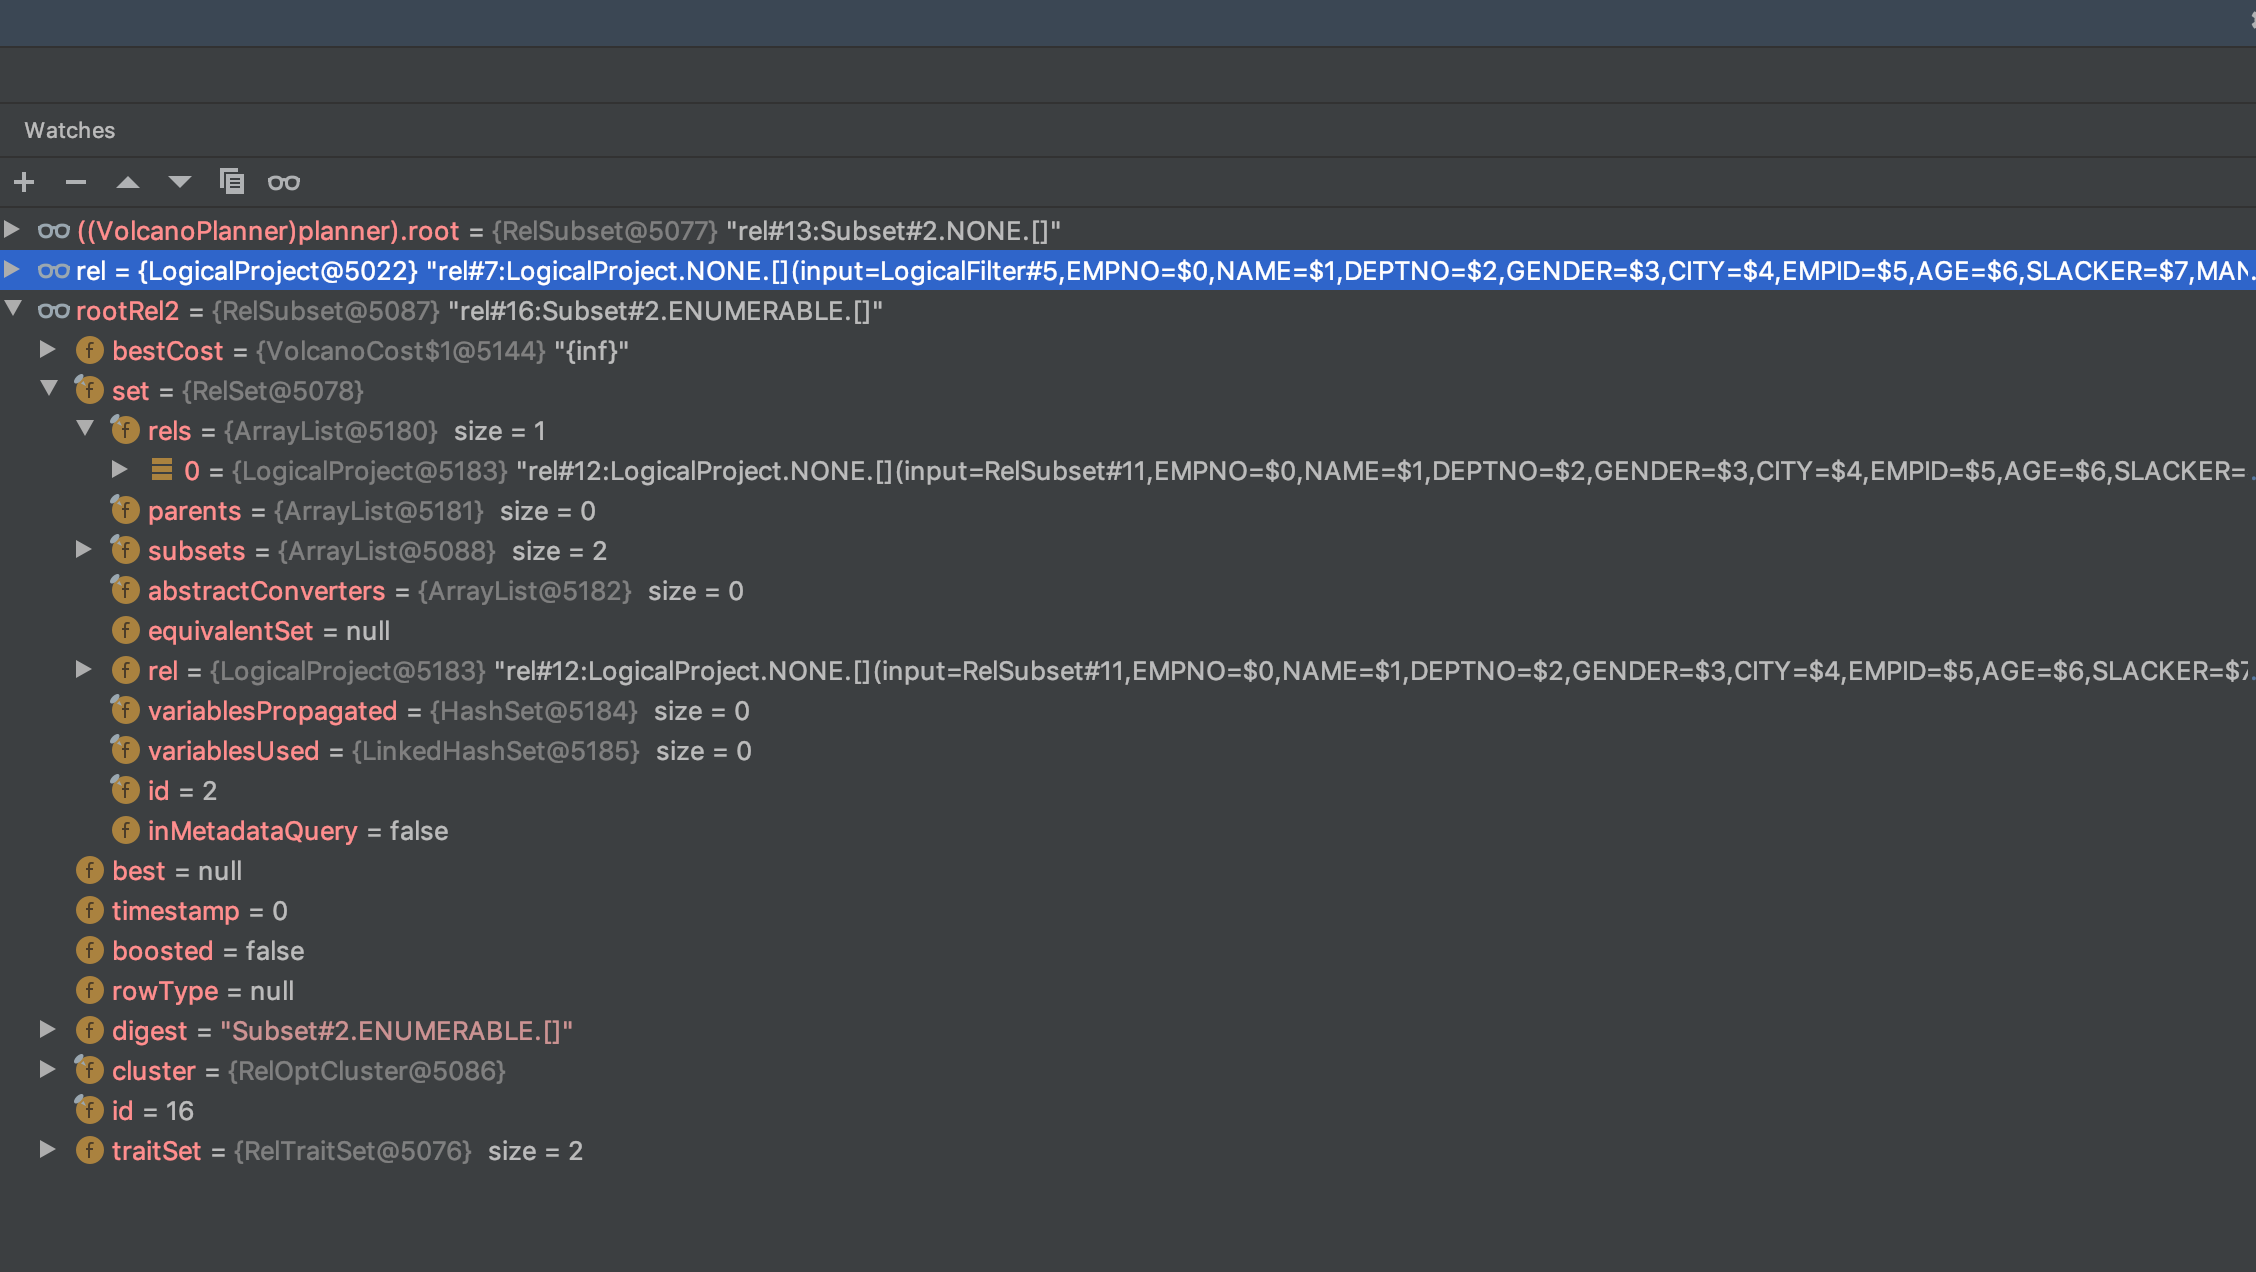 Watches
((VolcanoPlanner)planner).root = {RelSubset@5077} "rel#13:Subset#2.NONE.[]"
rel = {LogicalProject@5022} "rel#7:LogicalProject.NONE.[](input=LogicalFilter#5,EMPNO=$0,NAME=$1,DEPTNO=$2,GENDER=$3,CITY=$4,EMPID=$5,AGE=$6,SLACKER=$7,MAN...
rootRel2 = {RelSubset@5087} "rel#16:Subset#2.ENUMERABLE.[]"
f bestCost = {VolcanoCost$1@5144} "{inf}"
f set = {RelSet@5078}
f rels = {ArrayList@5180} size = 1
0 = {LogicalProject@5183} "rel#12:LogicalProject.NONE.[](input=RelSubset#11,EMPNO=$0,NAME=$1,DEPTNO=$2,GENDER=$3,CITY=$4,EMPID=$5,AGE=$6,SLACKER=...
f parents = {ArrayList@5181} size = 0
f subsets = {ArrayList@5088} size = 2
f abstractConverters = {ArrayList@5182} size = 0
f equivalentSet = null
f rel = {LogicalProject@5183} "rel#12:LogicalProject.NONE.[](input=RelSubset#11,EMPNO=$0,NAME=$1,DEPTNO=$2,GENDER=$3,CITY=$4,EMPID=$5,AGE=$6,SLACKER=$7...
f variablesPropagated = {HashSet@5184} size = 0
f variablesUsed = {LinkedHashSet@5185} size = 0
f id = 2
f inMetadataQuery = false
f best = null
f timestamp = 0
f boosted = false
f rowType = null
f digest = "Subset#2.ENUMERABLE.[]"
f cluster = {RelOptCluster@5086}
f id = 16
f traitSet = {RelTraitSet@5076} size = 2